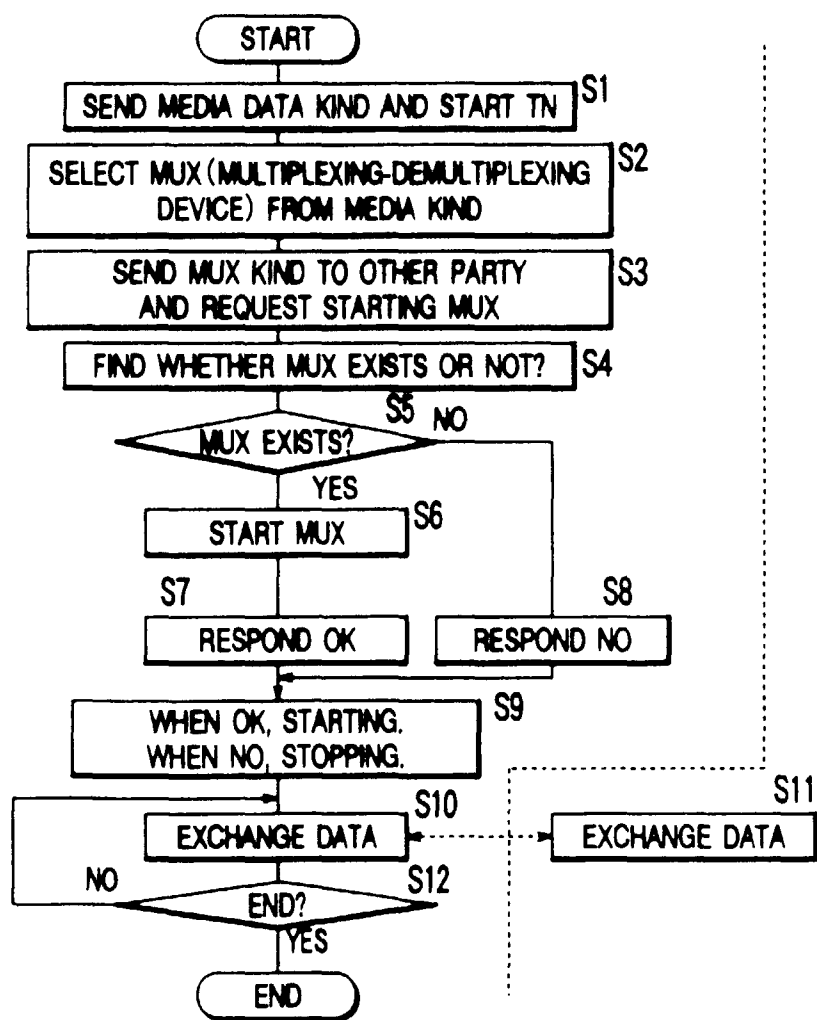 START
SEND MEDIA DATA KIND AND START TN
S1
SELECT MUX (MULTIPLEXING-DEMULTIPLEXING
DEVICE) FROM MEDIA KIND
S2
SEND MUX KIND TO OTHER PARTY
AND REQUEST STARTING MUX
S3
FIND WHETHER MUX EXISTS OR NOT?
S4
S5
MUX EXISTS?
NO
YES
START MUX
S6
S7
RESPOND OK
S8
RESPOND NO
S9
WHEN OK, STARTING.
WHEN NO, STOPPING.
S10
EXCHANGE DATA
S11
EXCHANGE DATA
S12
NO
END?
YES
END